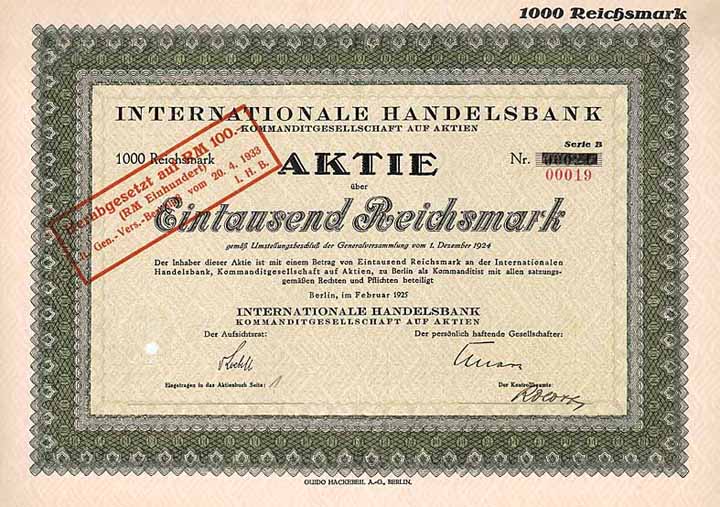 1000 Reichsmark
INTERNATIONALE HANDELSBANK
KOMMANDITGESELLSCHAFT AUF AKTIEN
Herabgesetzt auf RM 100.–
(RM Einhundert)
lt. Gen.-Vers.-Beschl. vom 20. 4. 1933
I. H. B.
Serie B
1000 Reichsmark AKTIE Nr.
00019
über
Eintausend Reichsmark
gemäß Umstellungsbeschluß der Generalversammlung vom 1. Dezember 1924
Der Inhaber dieser Aktie ist mit einem Betrag von Eintausend Reichsmark an der Internationalen
Handelsbank, Kommanditgesellschaft auf Aktien, zu Berlin als Kommanditist mit allen satzungs-
gemäßen Rechten und Pflichten beteiligt
Berlin, im Februar 1925
INTERNATIONALE HANDELSBANK
KOMMANDITGESELLSCHAFT AUF AKTIEN
Der Aufsichtsrat: Der persönlich haftende Gesellschafter:
Eingetragen in das Aktienbuch Seite: 1 Der Kontrollbeamte:
GUIDO HACKEBEIL A.-G., BERLIN.